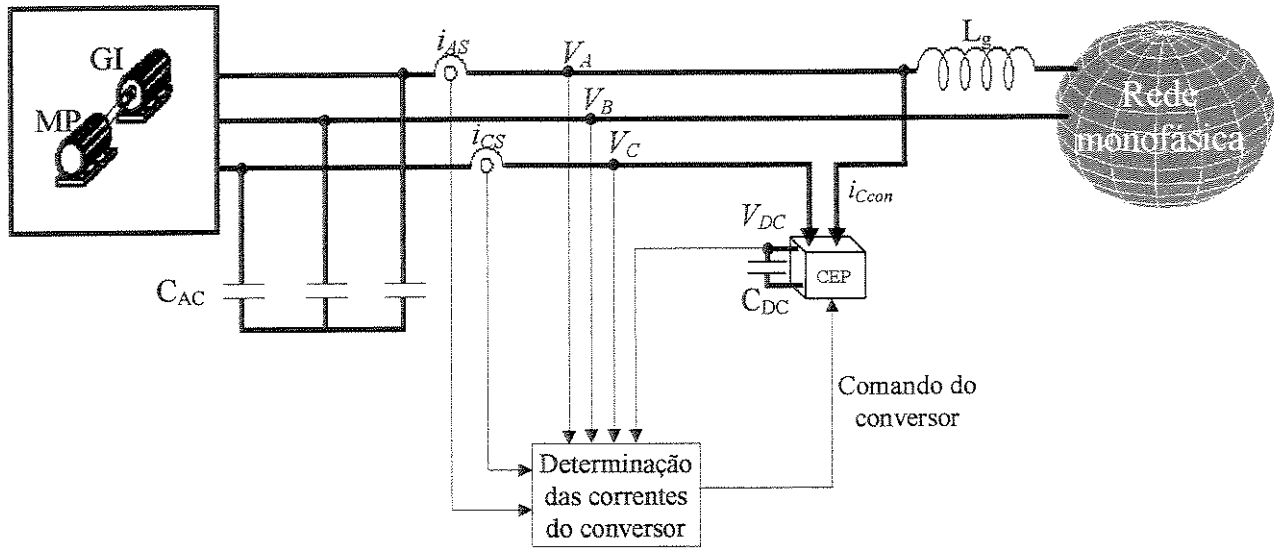 GI
MP
i_AS
V_A
V_B
i_CS
V_C
L_g
Rede
monofásica
i_Ccon
V_DC
CEP
C_DC
C_AC
Comando do
conversor
Determinação
das correntes
do conversor